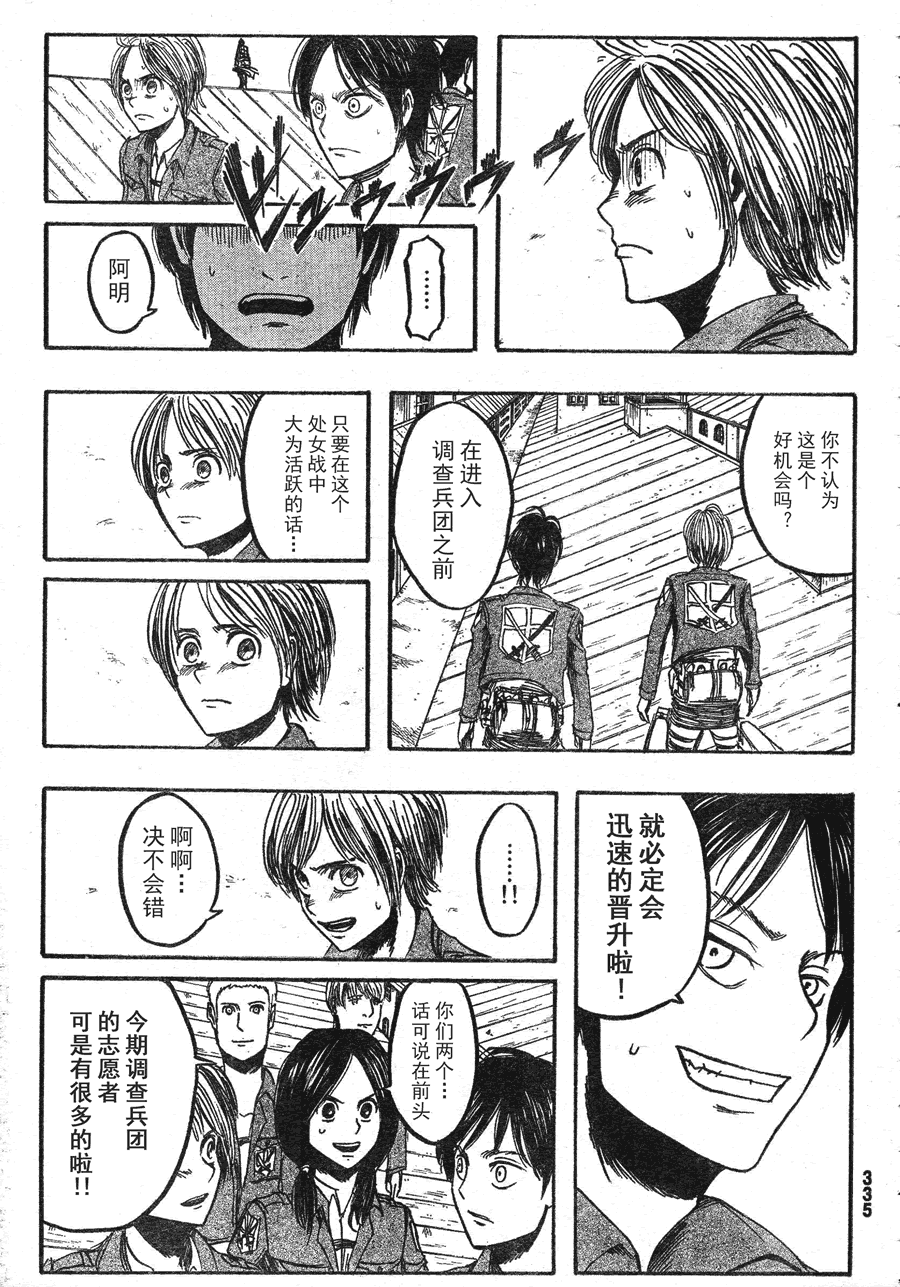 ……
阿明
你不认为
这是个
好机会吗？
在进入
调查兵团之前
只要在这个
处女战中
大为活跃的话…
就必定会
迅速的晋升啦！
……!!
啊啊…
决不会错
你们两个…
话可说在前头
今期调查兵团
的志愿者
可是有很多的啦!!
335